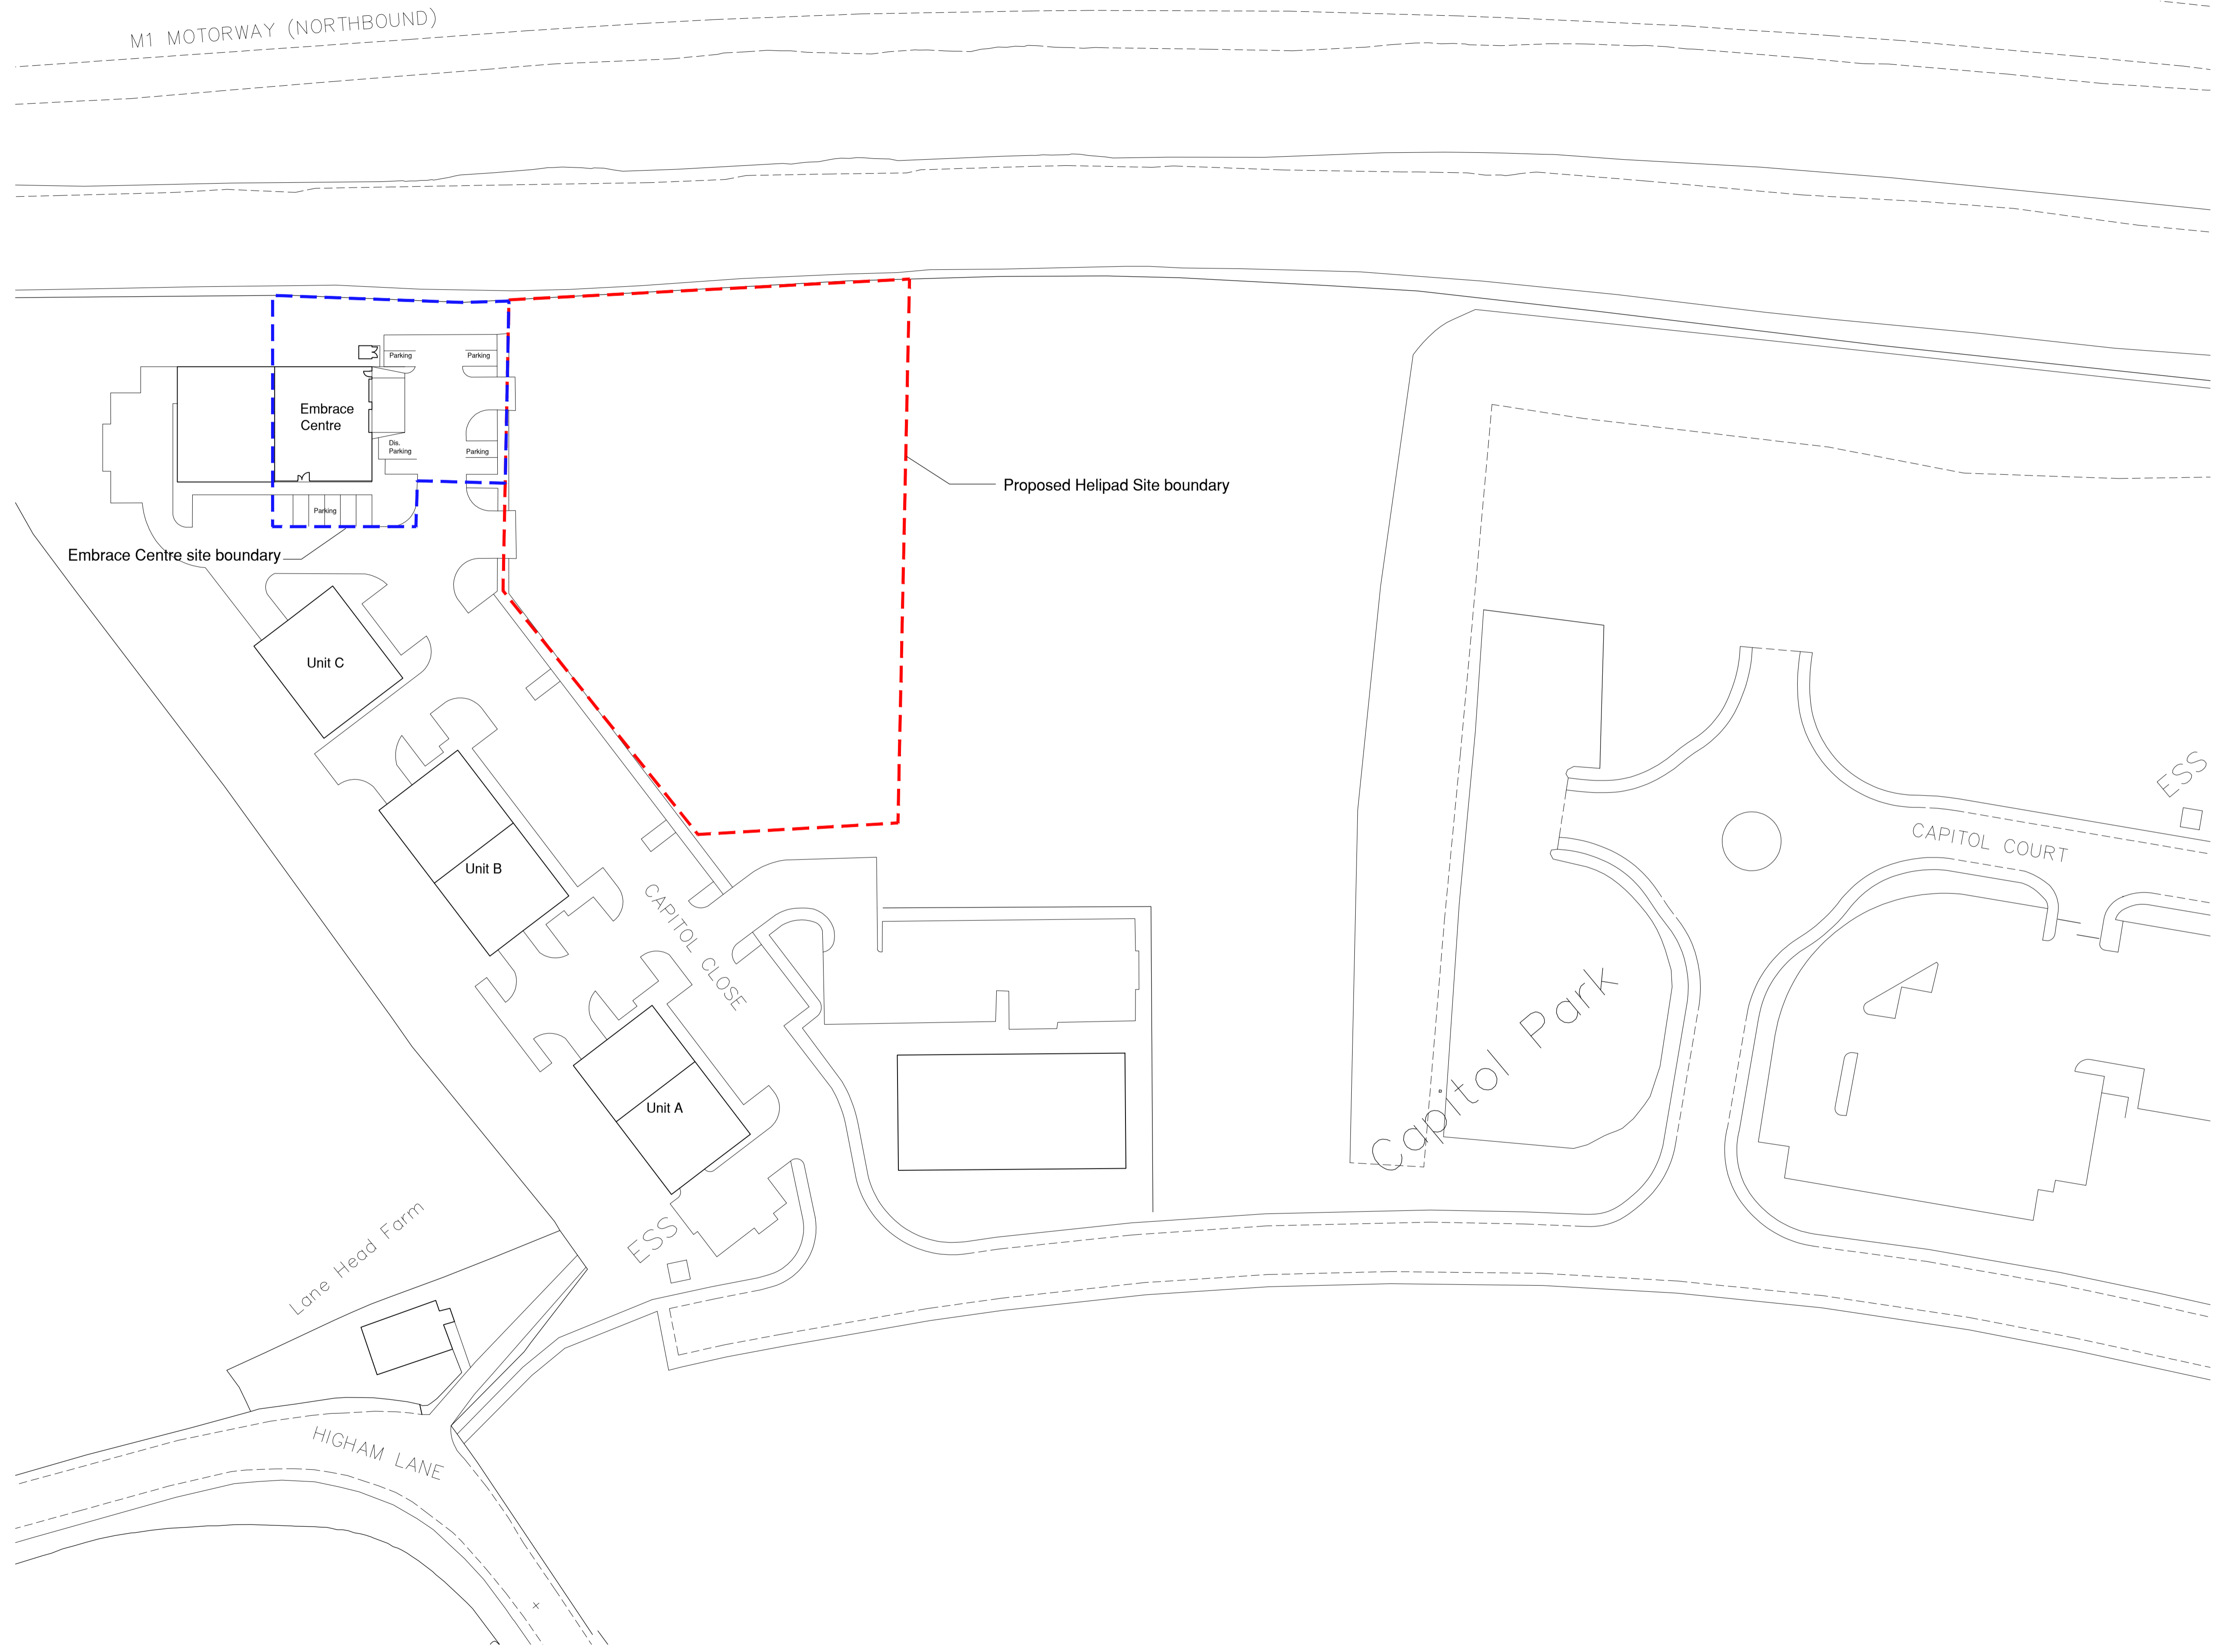 M1 MOTORWAY (NORTHBOUND)
Parking
Parking
Embrace
Centre
Dis.
Parking
Parking
Proposed Helipad Site boundary
Parking
Embrace Centre site boundary
Unit C
ESS
CAPITOL COURT
Unit B
CAPITOL CLOSE
Capitol Park
Unit A
ESS
Lane Head Farm
HIGHAM LANE